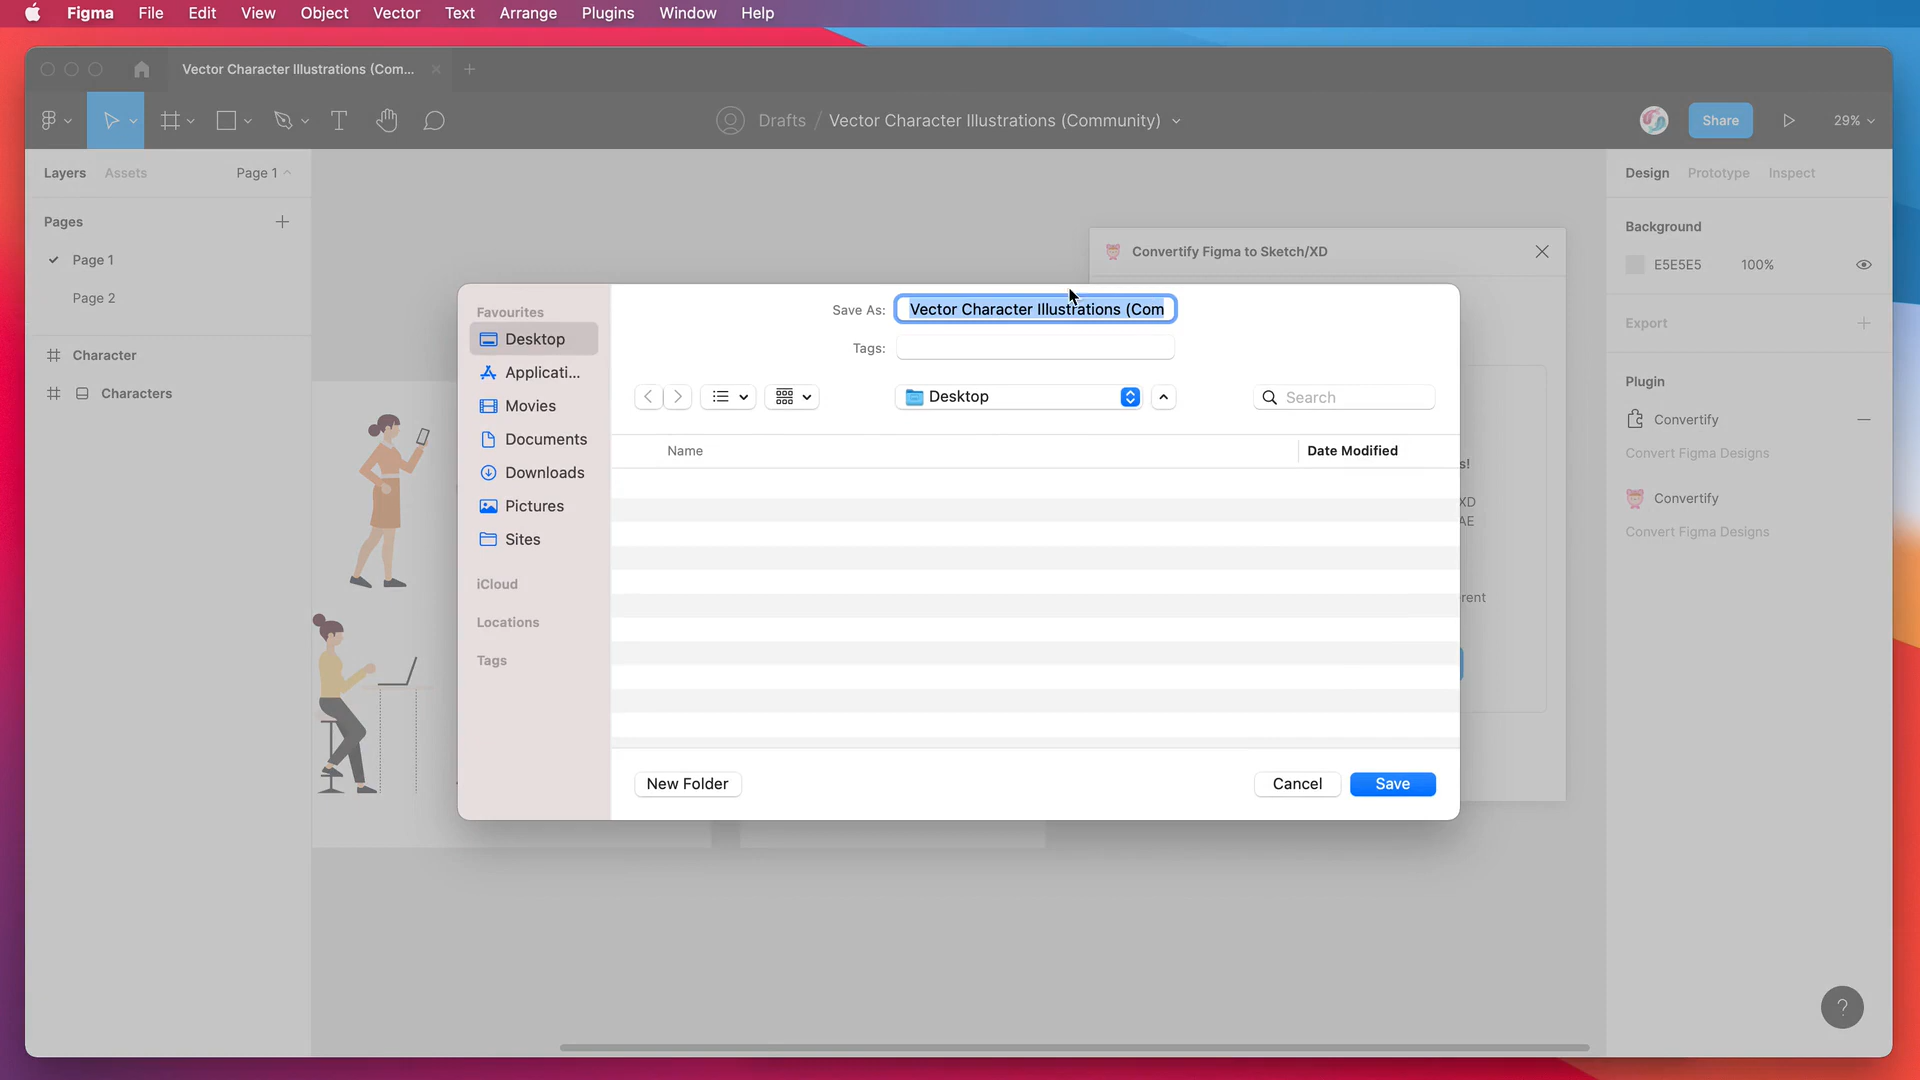 Figma File Edit View Object Vector Text Arrange Plugins Window Help
Vector Character Illustrations (Com...
Drafts / Vector Character Illustrations (Community)
Share
29%
Layers Assets Page 1
Pages
Page 1
Page 2
Character
Characters
Convertify Figma to Sketch/XD
s!
XD
AE
rent
Favourites
Desktop
Applicati...
Movies
Documents
Downloads
Pictures
Sites
iCloud
Locations
Tags
Save As: Vector Character Illustrations (Com
Tags:
Desktop
Search
Name Date Modified
New Folder Cancel Save
Design Prototype Inspect
Background
E5E5E5 100%
Export
Plugin
Convertify
Convert Figma Designs
Convertify
Convert Figma Designs
?